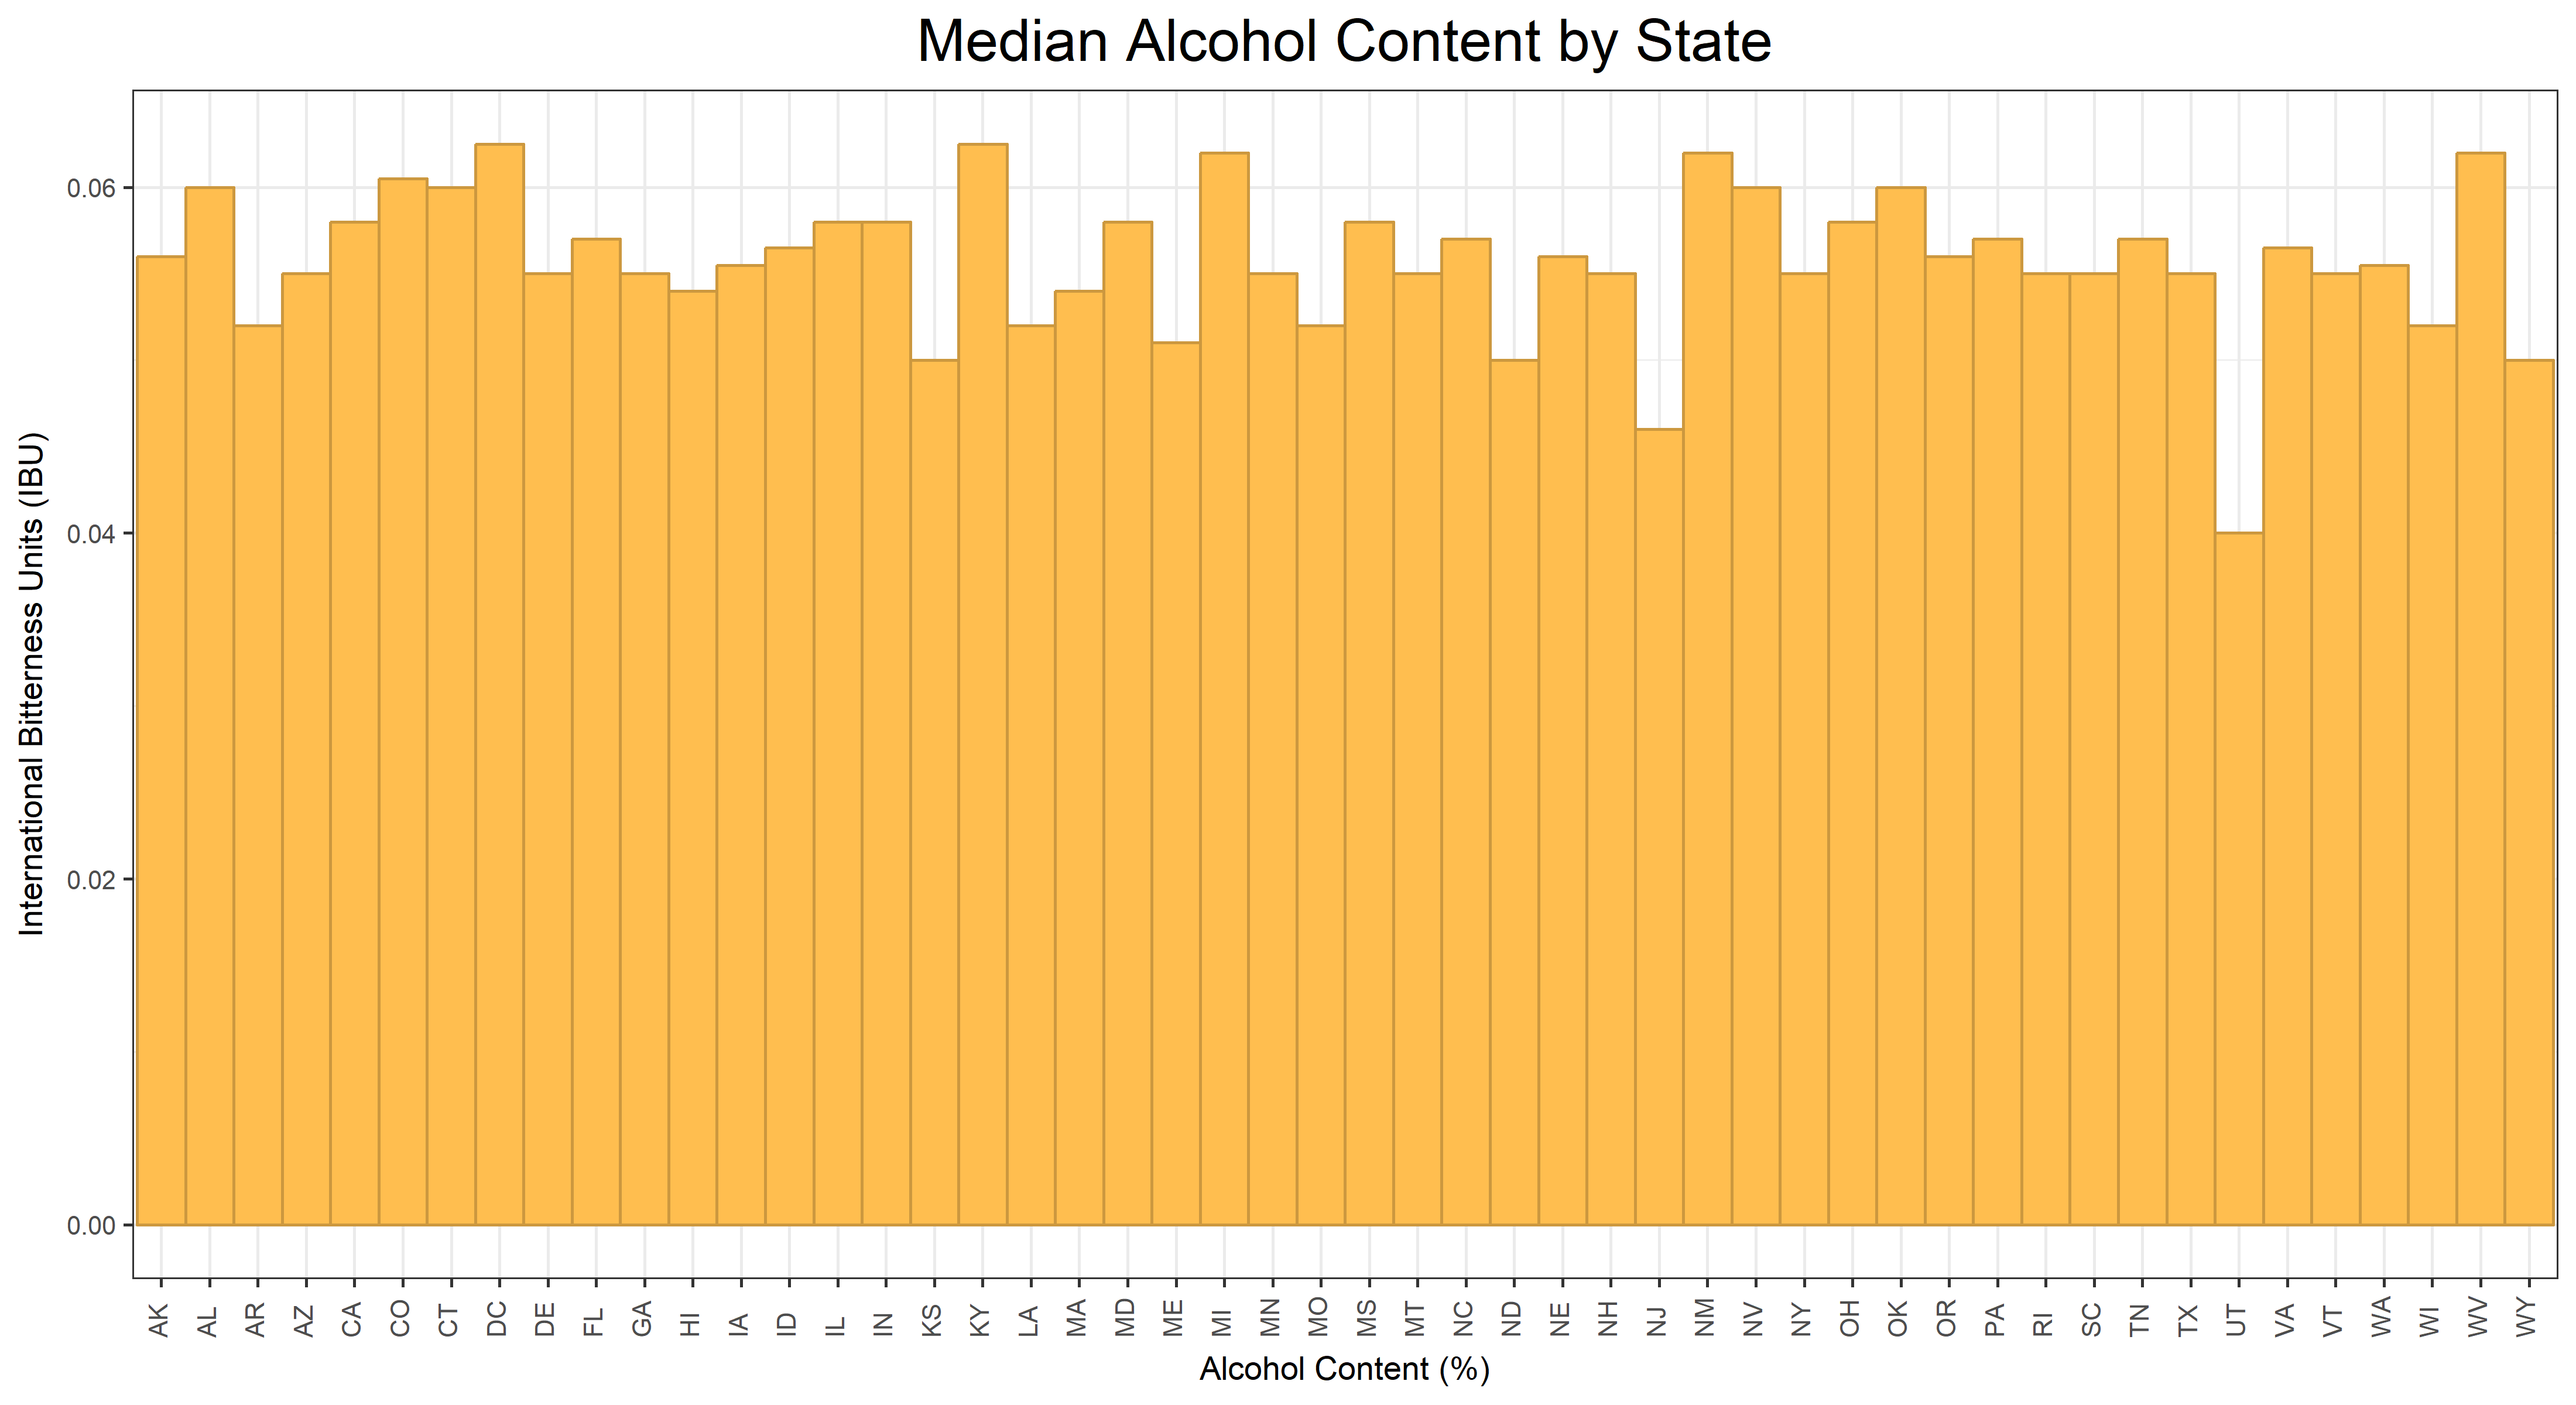 Median Alcohol Content by State
International Bitterness Units (IBU)
0.06
0.04
0.02
0.00
AK AL AR AZ CA CO CT DC DE FL GA HI IA ID IL IN KS KY LA MA MD ME MI MN MO MS MT NC ND NE NH NJ NM NV NY OH OK OR PA RI SC TN TX UT VA VT WA WI WV WY
Alcohol Content (%)